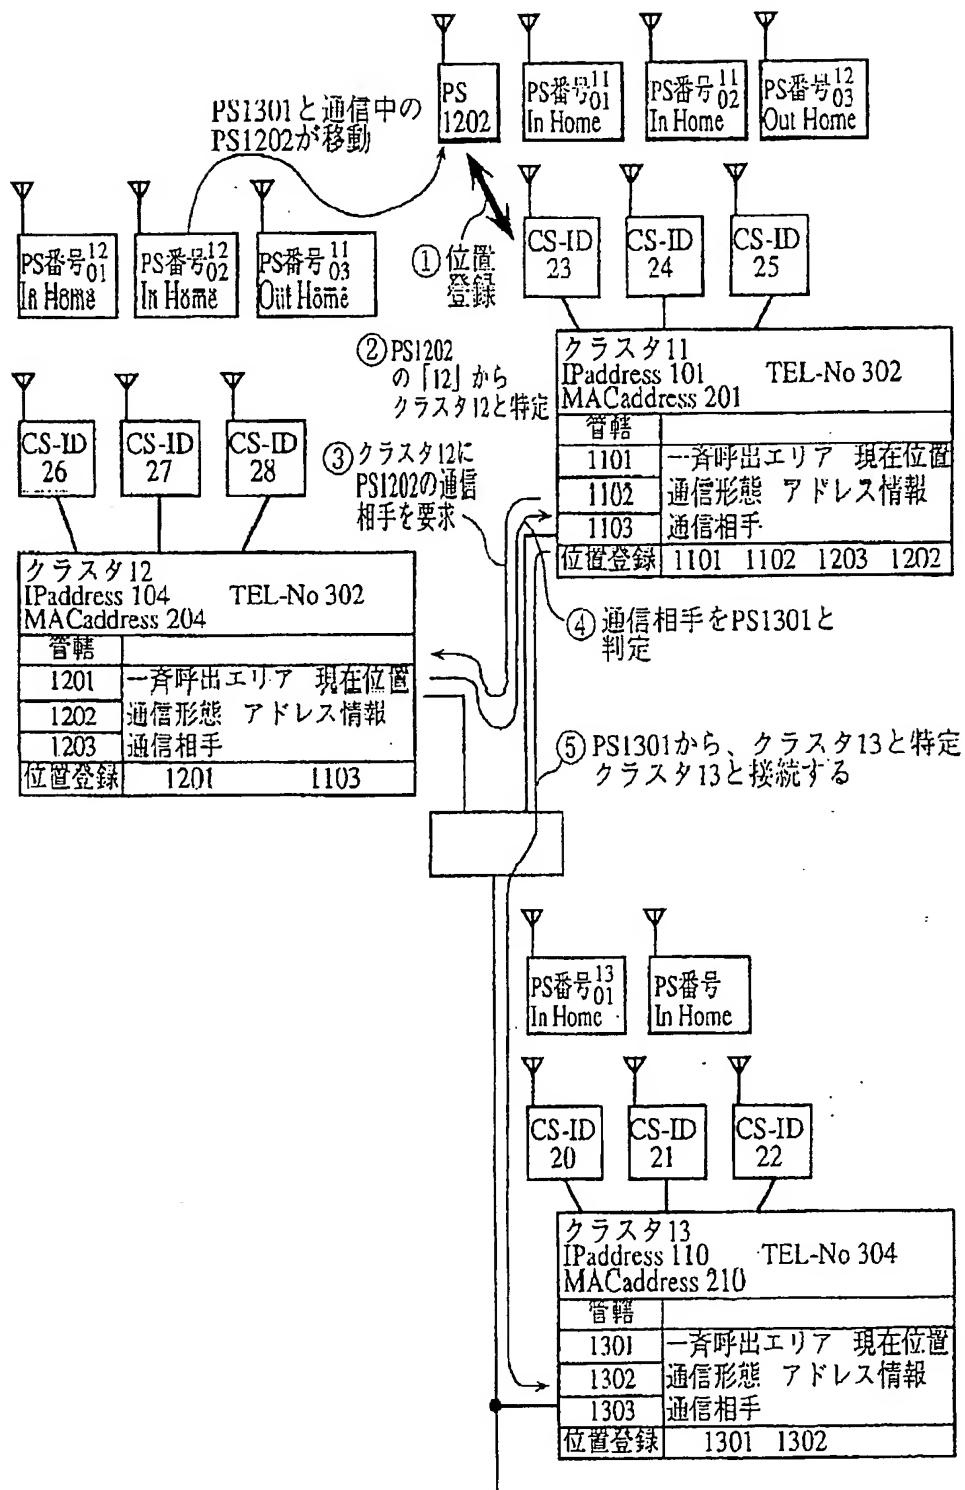 PS1301と通信中の
PS1202が移動
PS
1202
PS番号 11 01
In Home
PS番号 11 02
In Home
PS番号 12 03
Out Home
PS番号 12 01
In Home
PS番号 12 02
In Home
PS番号 11 03
Out Home
① 位置
登録
CS-ID
23
CS-ID
24
CS-ID
25
② PS1202
の「12」から
クラスタ12と特定
クラスタ11
IPaddress 101 TEL-No 302
MACaddress 201
管轄
1101 一斉呼出エリア 現在位置
1102 通信形態 アドレス情報
1103 通信相手
位置登録 1101 1102 1203 1202
CS-ID
26
CS-ID
27
CS-ID
28
③ クラスタ12に
PS1202の通信
相手を要求
クラスタ12
IPaddress 104 TEL-No 302
MACaddress 204
管轄
1201 一斉呼出エリア 現在位置
1202 通信形態 アドレス情報
1203 通信相手
位置登録 1201 1103
④ 通信相手をPS1301と
判定
⑤ PS1301から、クラスタ13と特定
クラスタ13と接続する
PS番号 13 01
In Home
PS番号
In Home
CS-ID
20
CS-ID
21
CS-ID
22
クラスタ13
IPaddress 110 TEL-No 304
MACaddress 210
管轄
1301 一斉呼出エリア 現在位置
1302 通信形態 アドレス情報
1303 通信相手
位置登録 1301 1302